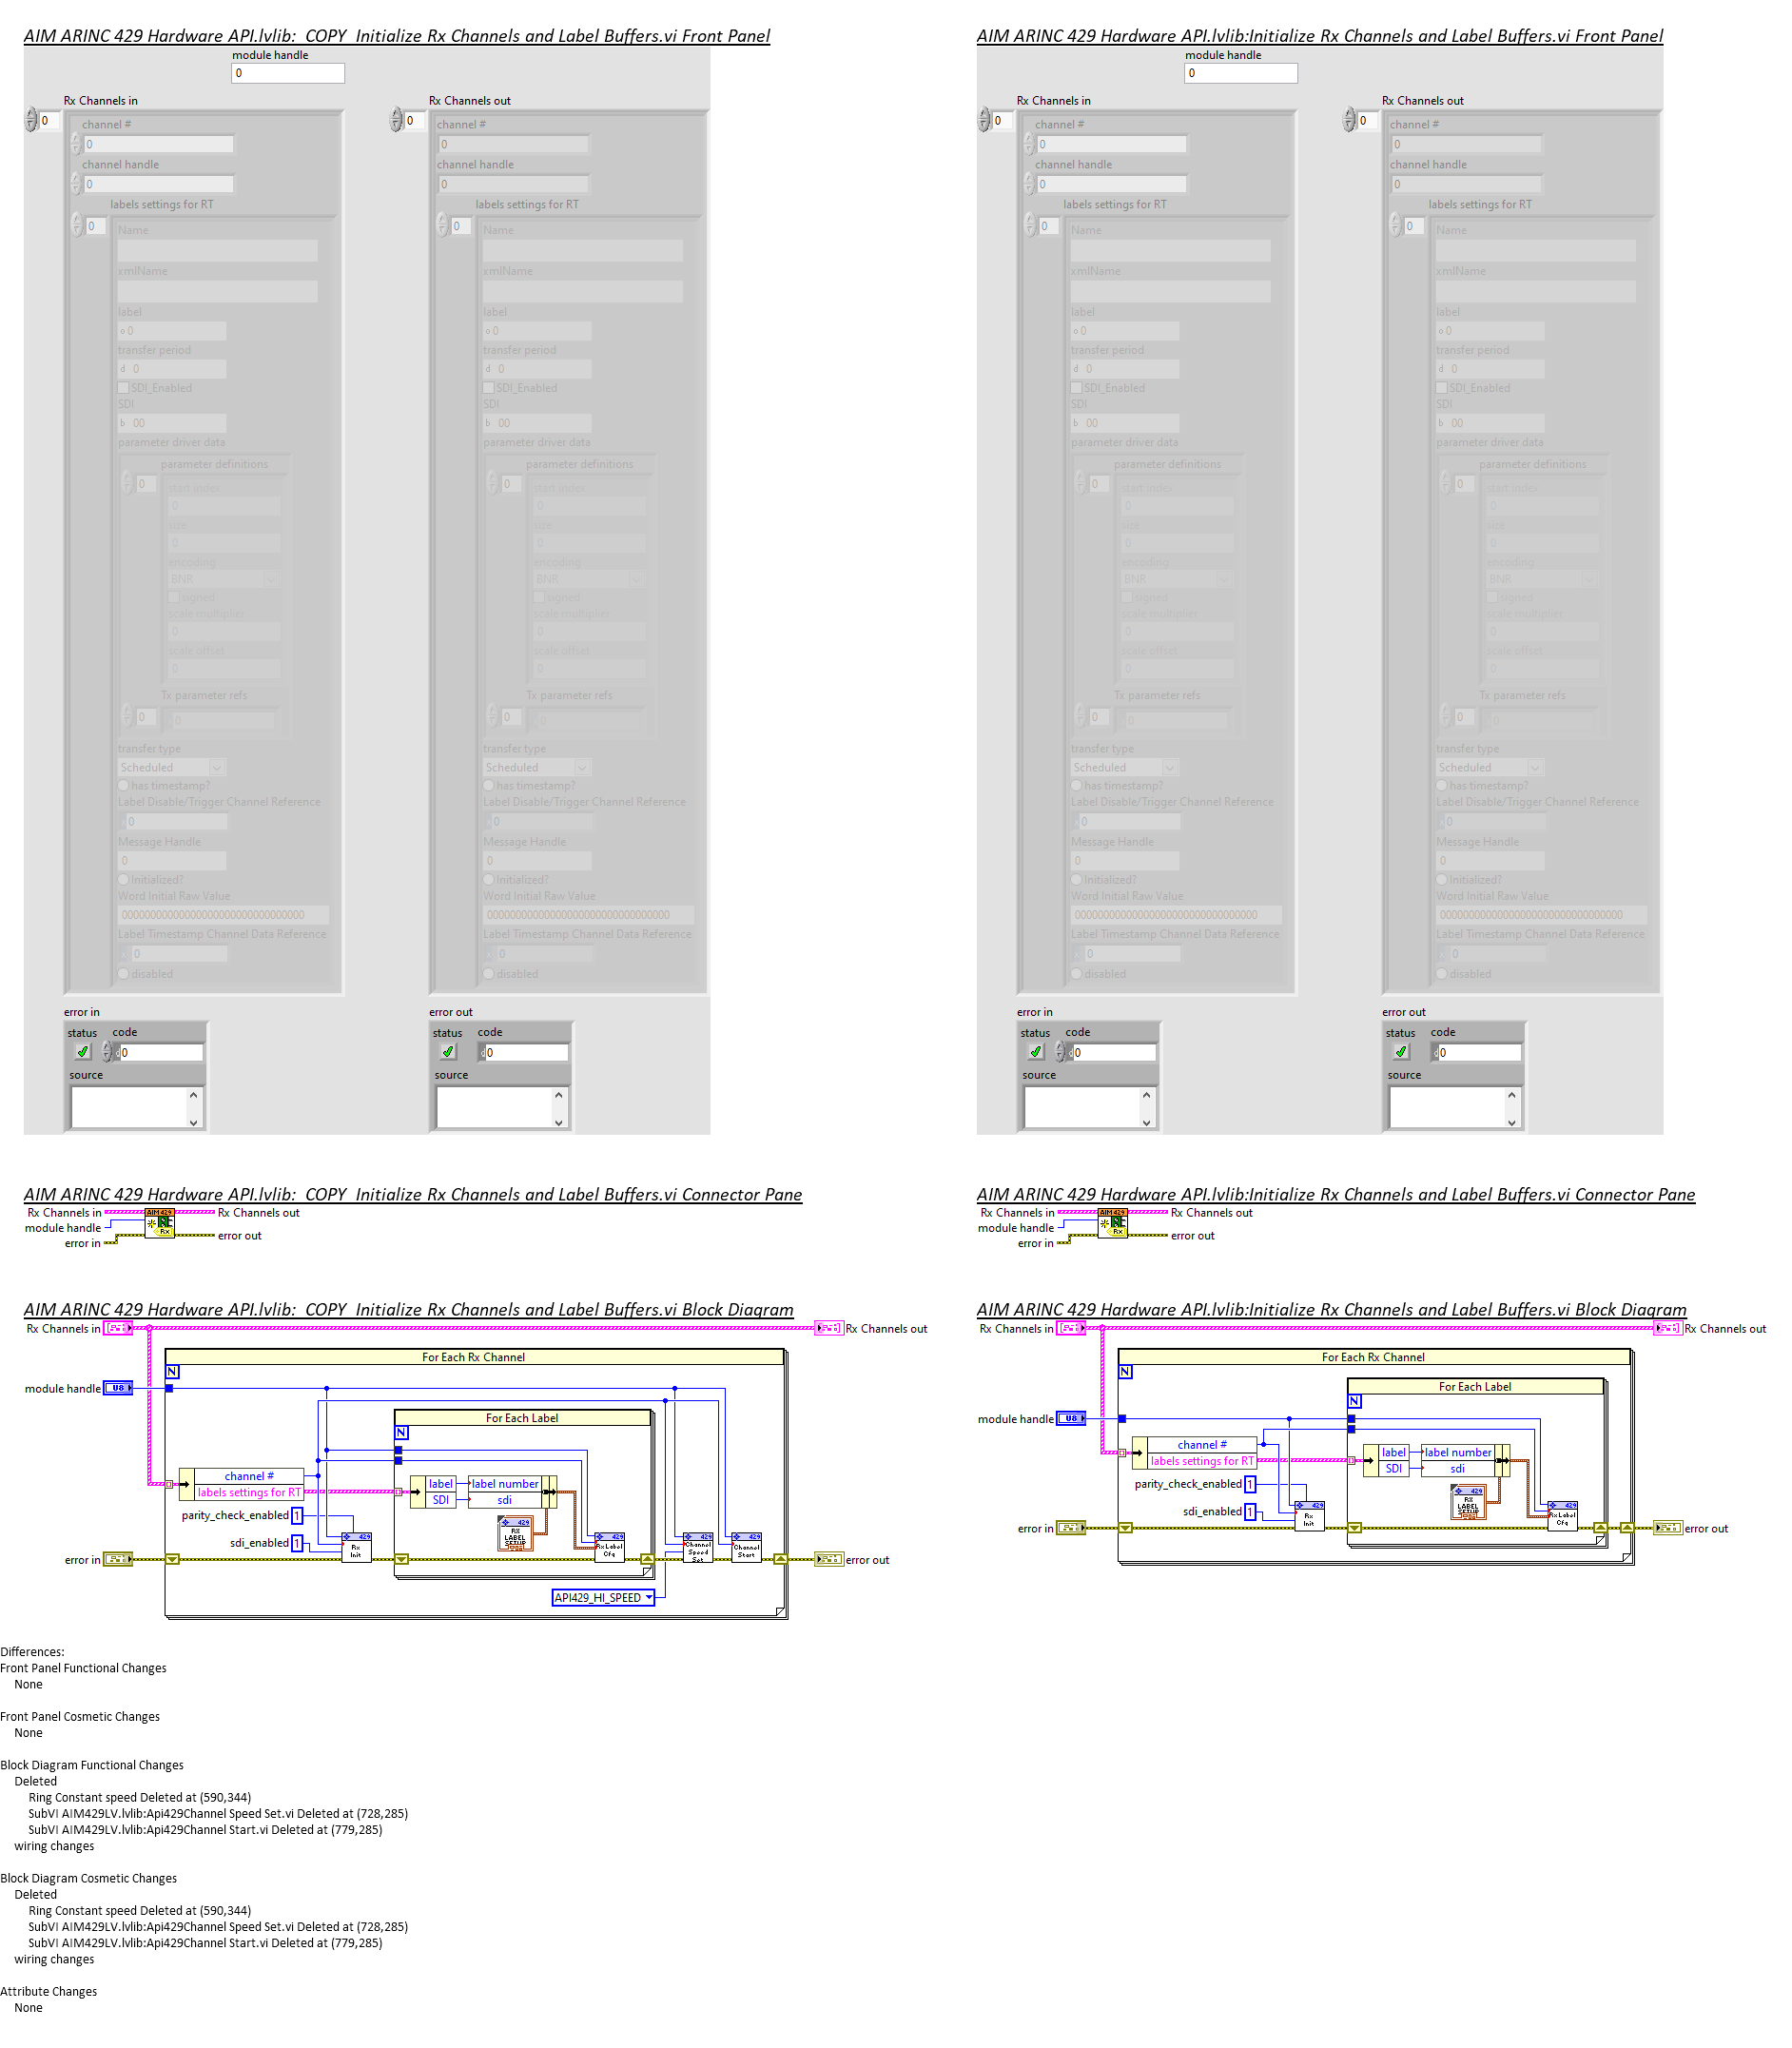 AIM ARINC 429 Hardware API.lvlib:  COPY  Initialize Rx Channels and Label Buffers.vi Front Panel
module handle
0
Rx Channels in
0
channel #
0
channel handle
0
labels settings for RT
0
Name
xmlName
label
o 0
transfer period
d 0
SDI_Enabled
SDI
b 00
parameter driver data
parameter definitions
0
start index
0
size
0
encoding
BNR
signed
scale multiplier
0
scale offset
0
Tx parameter refs
0
0
transfer type
Scheduled
has timestamp?
Label Disable/Trigger Channel Reference
0
Message Handle
0
Initialized?
Word Initial Raw Value
00000000000000000000000000000000
Label Timestamp Channel Data Reference
0
disabled
Rx Channels out
0
channel #
0
channel handle
0
labels settings for RT
0
Name
xmlName
label
o 0
transfer period
d 0
SDI_Enabled
SDI
b 00
parameter driver data
parameter definitions
0
start index
0
size
0
encoding
BNR
signed
scale multiplier
0
scale offset
0
Tx parameter refs
0
0
transfer type
Scheduled
has timestamp?
Label Disable/Trigger Channel Reference
0
Message Handle
0
Initialized?
Word Initial Raw Value
00000000000000000000000000000000
Label Timestamp Channel Data Reference
0
disabled
error in
status code
d0
source
error out
status code
d0
source
AIM ARINC 429 Hardware API.lvlib:Initialize Rx Channels and Label Buffers.vi Front Panel
module handle
0
Rx Channels in
0
channel #
0
channel handle
0
labels settings for RT
0
Name
xmlName
label
o 0
transfer period
d 0
SDI_Enabled
SDI
b 00
parameter driver data
parameter definitions
0
start index
0
size
0
encoding
BNR
signed
scale multiplier
0
scale offset
0
Tx parameter refs
0
0
transfer type
Scheduled
has timestamp?
Label Disable/Trigger Channel Reference
0
Message Handle
0
Initialized?
Word Initial Raw Value
00000000000000000000000000000000
Label Timestamp Channel Data Reference
0
disabled
Rx Channels out
0
channel #
0
channel handle
0
labels settings for RT
0
Name
xmlName
label
o 0
transfer period
d 0
SDI_Enabled
SDI
b 00
parameter driver data
parameter definitions
0
start index
0
size
0
encoding
BNR
signed
scale multiplier
0
scale offset
0
Tx parameter refs
0
0
transfer type
Scheduled
has timestamp?
Label Disable/Trigger Channel Reference
0
Message Handle
0
Initialized?
Word Initial Raw Value
00000000000000000000000000000000
Label Timestamp Channel Data Reference
0
disabled
error in
status code
d0
source
error out
status code
d0
source
AIM ARINC 429 Hardware API.lvlib:  COPY  Initialize Rx Channels and Label Buffers.vi Connector Pane
Rx Channels in AIM429 Rx Channels out
module handle
Rx
error in error out
AIM ARINC 429 Hardware API.lvlib:Initialize Rx Channels and Label Buffers.vi Connector Pane
Rx Channels in AIM429 Rx Channels out
module handle
Rx
error in error out
AIM ARINC 429 Hardware API.lvlib:  COPY  Initialize Rx Channels and Label Buffers.vi Block Diagram
Rx Channels in Rx Channels out
For Each Rx Channel
N
module handle U8
For Each Label
N
channel #
labels settings for RT
label label number
SDI sdi
parity_check_enabled 1
429
RX
LABEL
SETUP
sdi_enabled 1
429
Rx
Init
429
Rx Label
Cfg
429
Channel
Speed
Set
429
Channel
Start
error in error out
API429_HI_SPEED
AIM ARINC 429 Hardware API.lvlib:Initialize Rx Channels and Label Buffers.vi Block Diagram
Rx Channels in Rx Channels out
For Each Rx Channel
N
For Each Label
N
module handle U8
channel #
labels settings for RT
label label number
SDI sdi
parity_check_enabled 1
429
RX
LABEL
SETUP
sdi_enabled 1
429
Rx
Init
429
Rx Label
Cfg
error in error out
Differences:
Front Panel Functional Changes
None
Front Panel Cosmetic Changes
None
Block Diagram Functional Changes
Deleted
Ring Constant speed Deleted at (590,344)
SubVI AIM429LV.lvlib:Api429Channel Speed Set.vi Deleted at (728,285)
SubVI AIM429LV.lvlib:Api429Channel Start.vi Deleted at (779,285)
wiring changes
Block Diagram Cosmetic Changes
Deleted
Ring Constant speed Deleted at (590,344)
SubVI AIM429LV.lvlib:Api429Channel Speed Set.vi Deleted at (728,285)
SubVI AIM429LV.lvlib:Api429Channel Start.vi Deleted at (779,285)
wiring changes
Attribute Changes
None